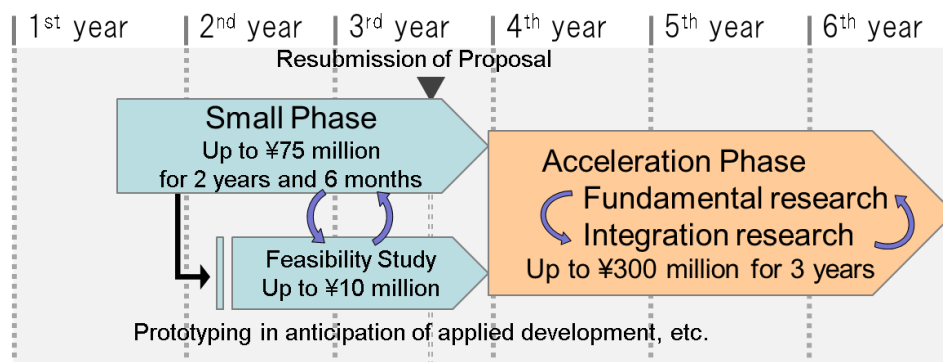 1st year 2nd year 3rd year 4th year 5th year 6th year
Resubmission of Proposal
Small Phase
Up to ¥75 million
for 2 years and 6 months
Acceleration Phase
Fundamental research
Integration research
Up to ¥300 million for 3 years
Feasibility Study
Up to ¥10 million
Prototyping in anticipation of applied development, etc.